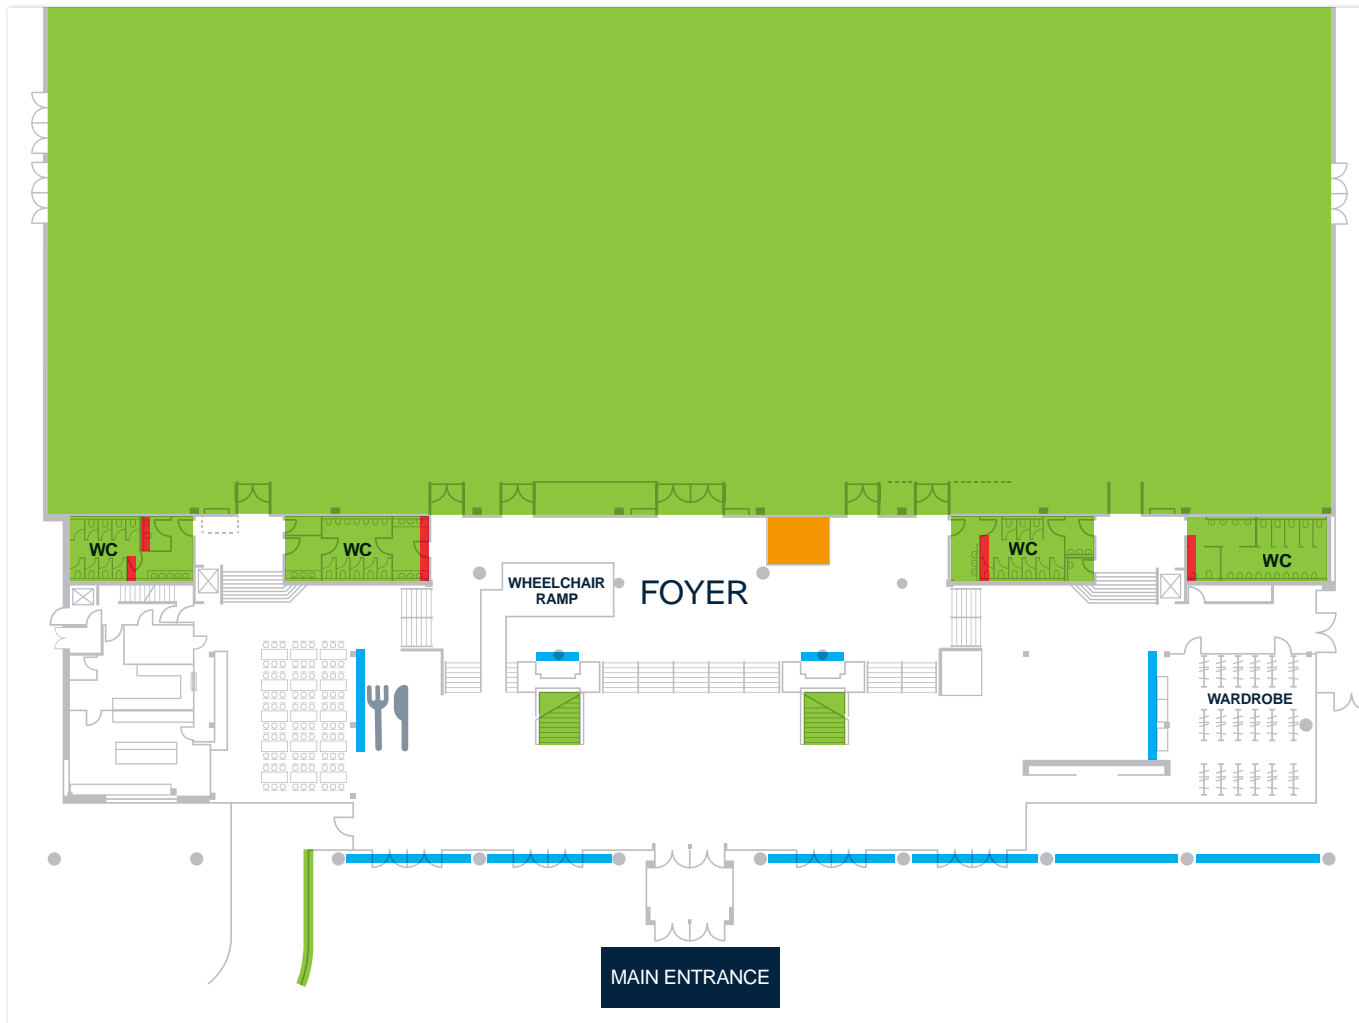 WC
WC
WC
WC
WHEELCHAIR
RAMP
FOYER
WARDROBE
MAIN ENTRANCE